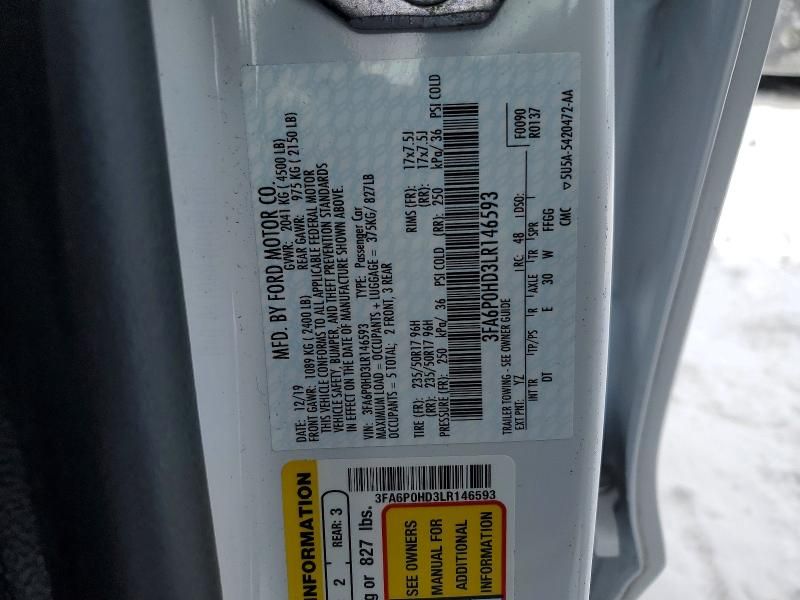 MFD. BY FORD MOTOR CO.
DATE: 12/19 GVWR: 2041 KG ( 4500 LB)
FRONT GAWR: 1089 KG ( 2400 LB) REAR GAWR: 975 KG ( 2150 LB)
THIS VEHICLE CONFORMS TO ALL APPLICABLE FEDERAL MOTOR
VEHICLE SAFETY, BUMPER, AND THEFT PREVENTION STANDARDS
IN EFFECT ON THE DATE OF MANUFACTURE SHOWN ABOVE.
VIN: 3FA6P0HD3LR146593 TYPE: Passenger Car
MAXIMUM LOAD = OCCUPANTS + LUGGAGE = 375KG/ 827LB
OCCUPANTS = 5 TOTAL; 2 FRONT, 3 REAR
TIRE (FR): 235/50R17 96H RIMS (FR): 17x7.5J
(RR): 235/50R17 96H (RR): 17x7.5J
PRESSURE (FR): 250 kPa/ 36 PSI COLD (RR): 250 kPa/ 36 PSI COLD
3FA6P0HD3LR146593
TRAILER TOWING - SEE OWNER GUIDE F0090
EXT PNT: YZ RC: 48 DSO: R0137
INT TR TP/PS R AXLE TR SPR
DT E 30 W FFGG
CMC ▽5U5A-5420472-AA
INFORMATION
2 REAR: 3
g or 827 lbs.
3FA6P0HD3LR146593
SEE OWNERS
MANUAL FOR
ADDITIONAL
INFORMATION